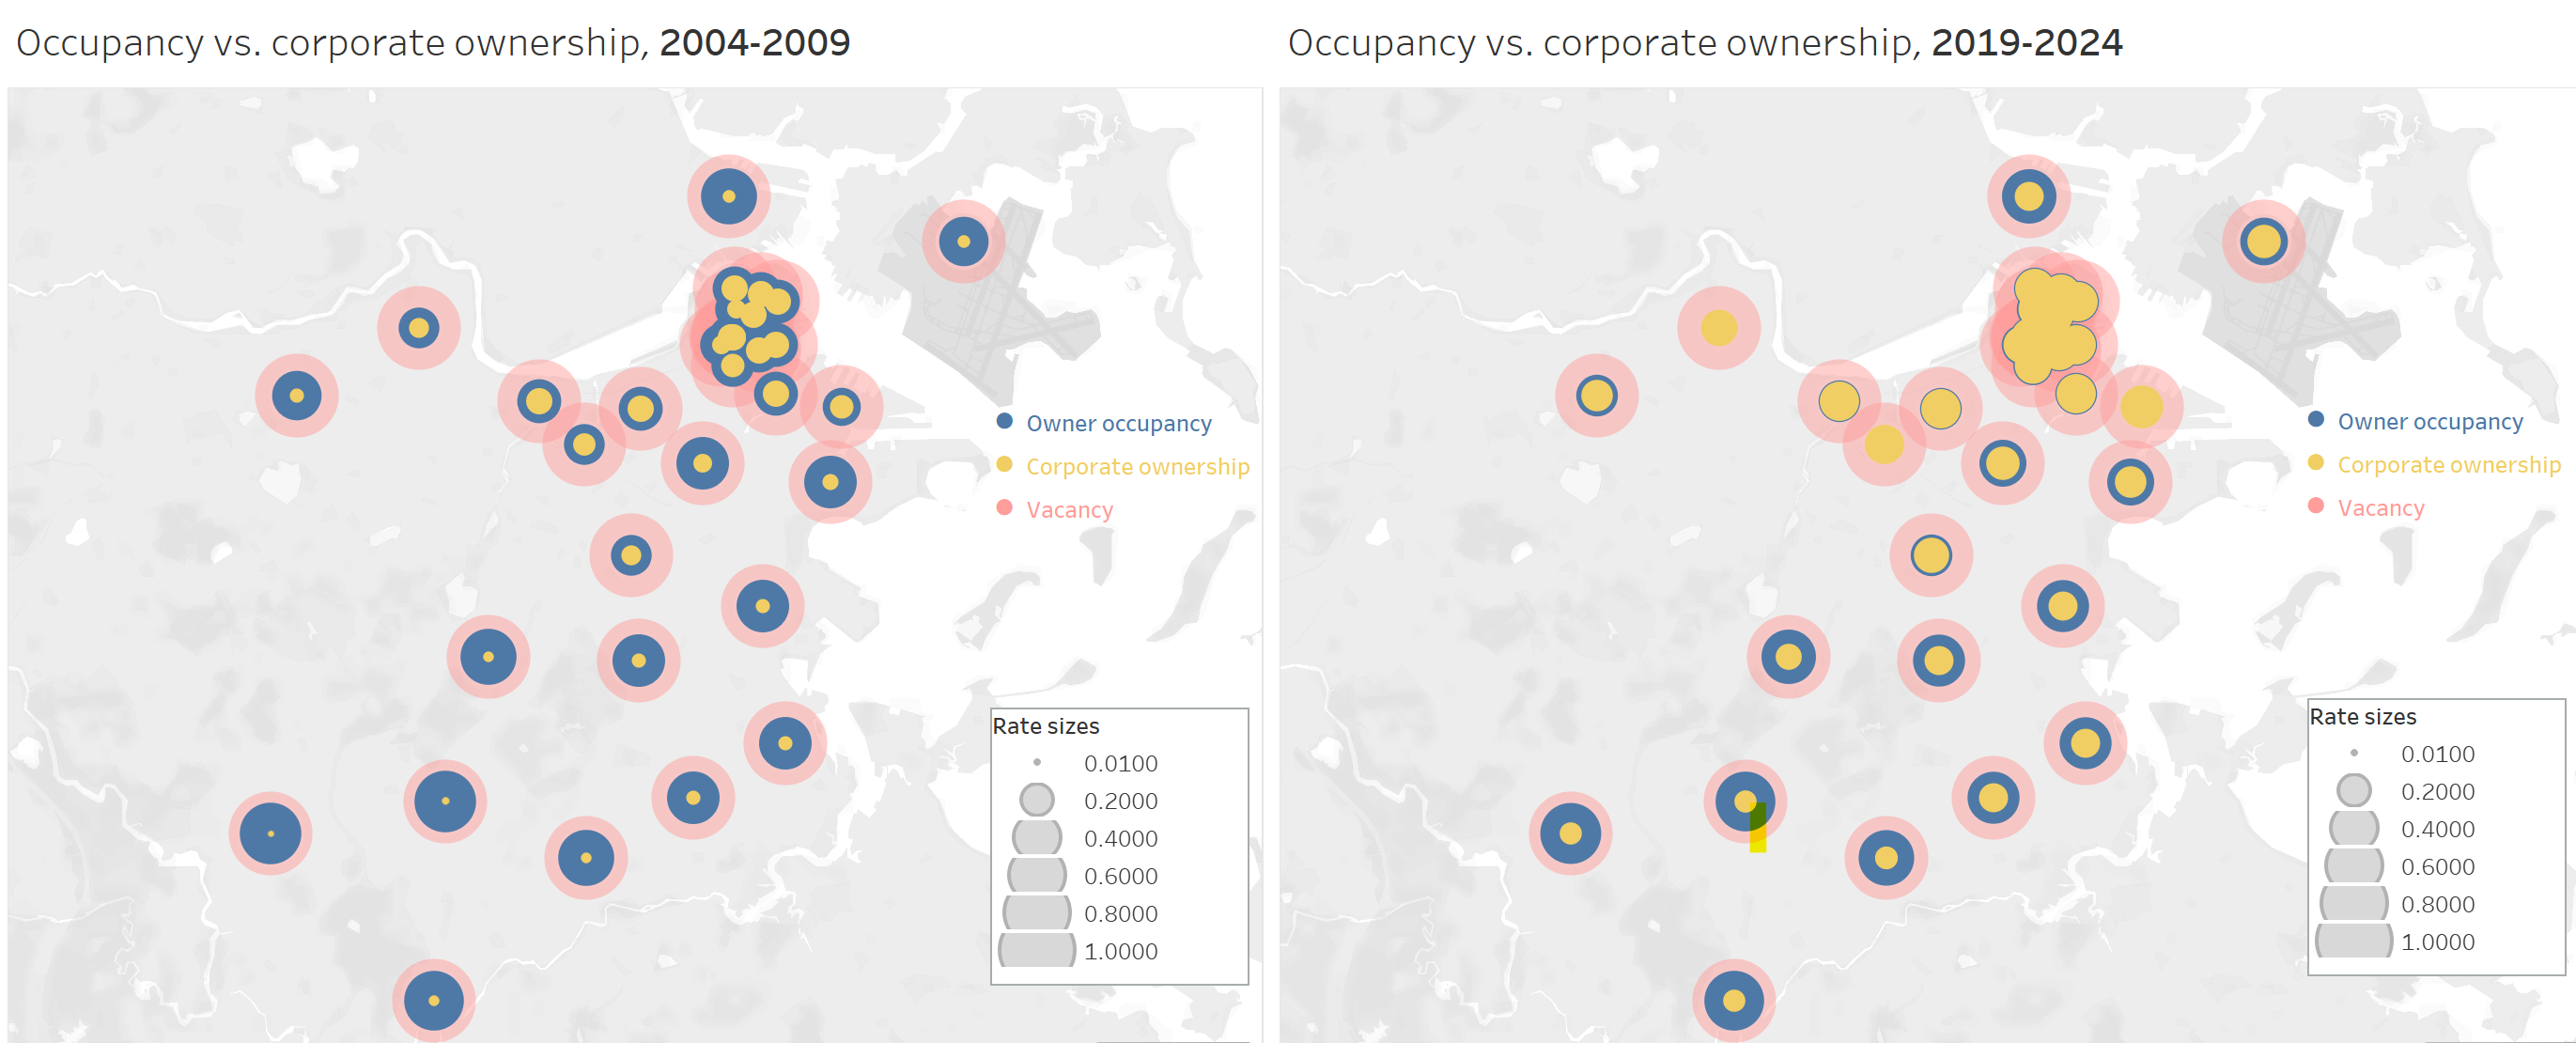 Occupancy vs. corporate ownership, 2004-2009
Owner occupancy
Corporate ownership
Vacancy
Rate sizes
0.0100
0.2000
0.4000
0.6000
0.8000
1.0000
Occupancy vs. corporate ownership, 2019-2024
Owner occupancy
Corporate ownership
Vacancy
Rate sizes
0.0100
0.2000
0.4000
0.6000
0.8000
1.0000